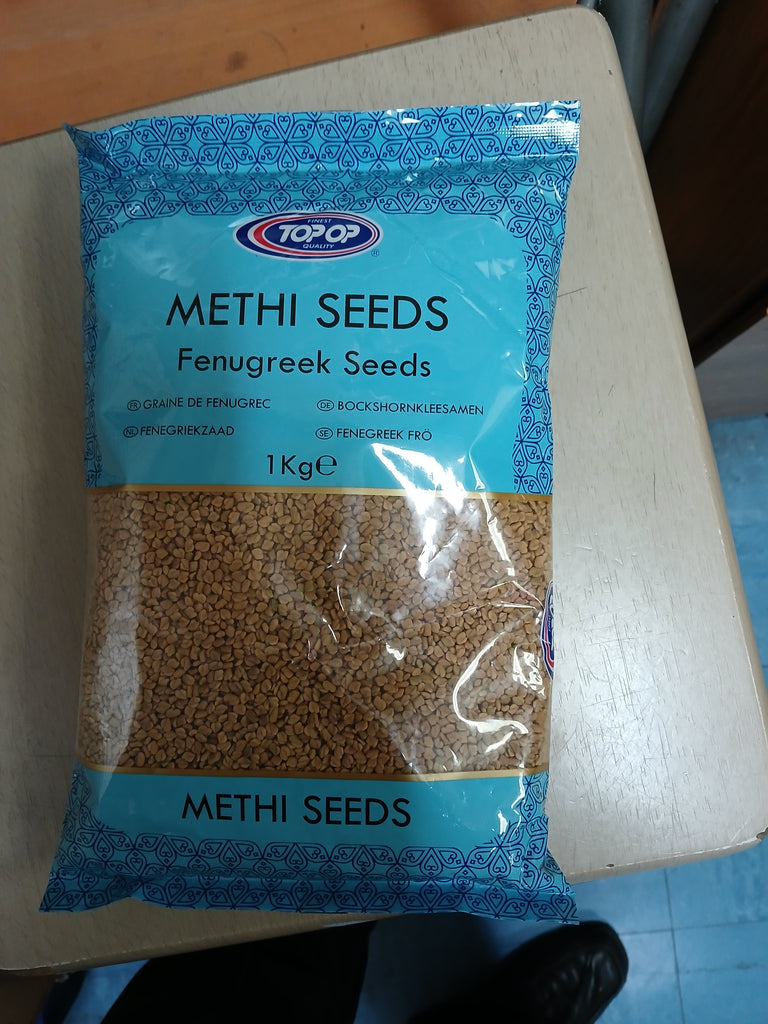 FINEST
TOPOP
QUALITY
®
METHI SEEDS
Fenugreek Seeds
FR GRAINE DE FENUGREC
DE BOCKSHORNKLEESAMEN
NL FENEGRIEKZAAD
SE FENEGREEK FRÖ
1Kg℮
METHI SEEDS